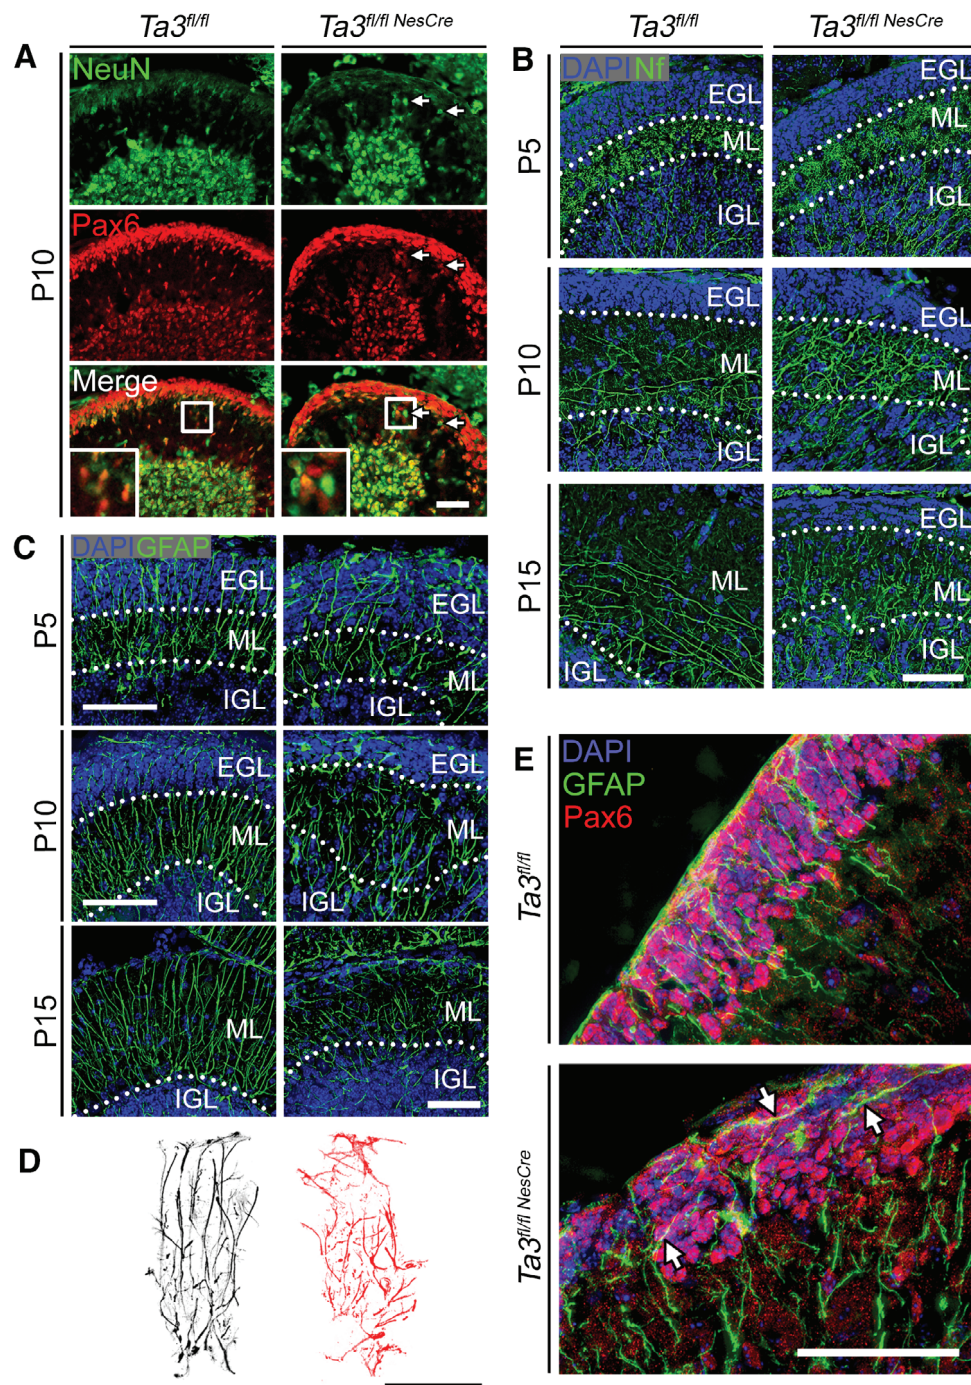 Ta3fl/fl Ta3fl/fl NesCre
Ta3fl/fl Ta3fl/fl NesCre
A
P10
NeuN
Pax6
Merge
B
DAPI Nf
P5
EGL
ML
IGL
EGL
ML
IGL
P10
EGL
ML
IGL
EGL
ML
IGL
P15
ML
IGL
EGL
ML
IGL
C
DAPI GFAP
P5
EGL
ML
IGL
EGL
ML
IGL
P10
EGL
ML
IGL
EGL
ML
IGL
P15
ML
IGL
ML
IGL
D
E
DAPI
GFAP
Pax6
Ta3fl/fl
Ta3fl/fl NesCre